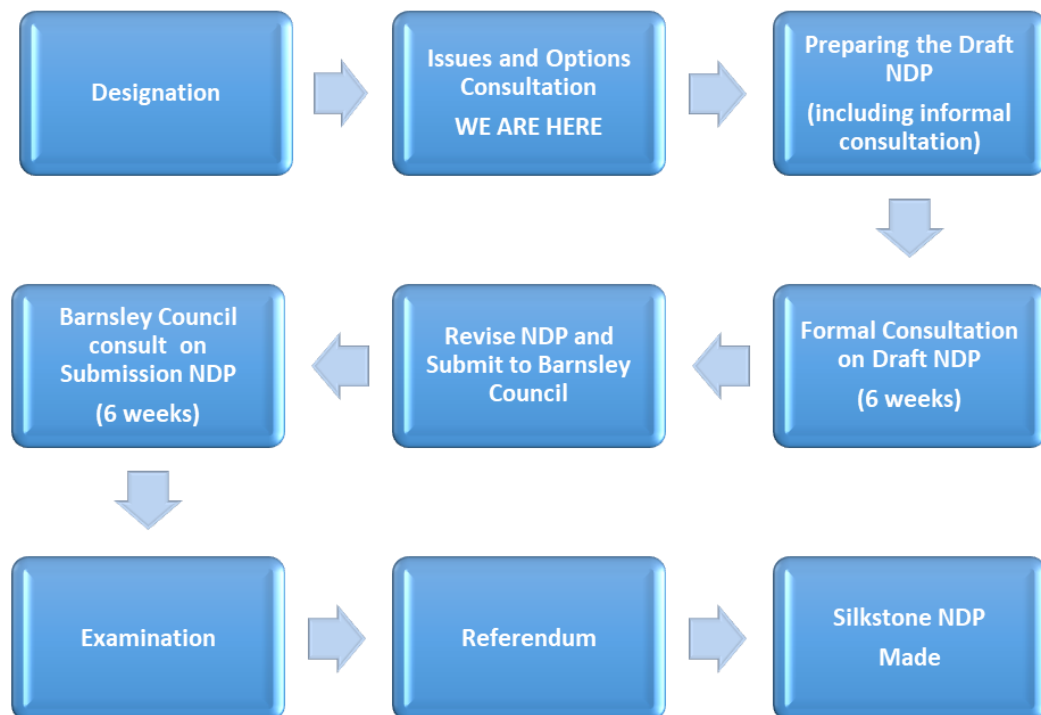 Designation
Issues and Options
Consultation
WE ARE HERE
Preparing the Draft
NDP
(including informal
consultation)
Formal Consultation
on Draft NDP
(6 weeks)
Revise NDP and
Submit to Barnsley
Council
Barnsley Council
consult on
Submission NDP
(6 weeks)
Examination
Referendum
Silkstone NDP
Made